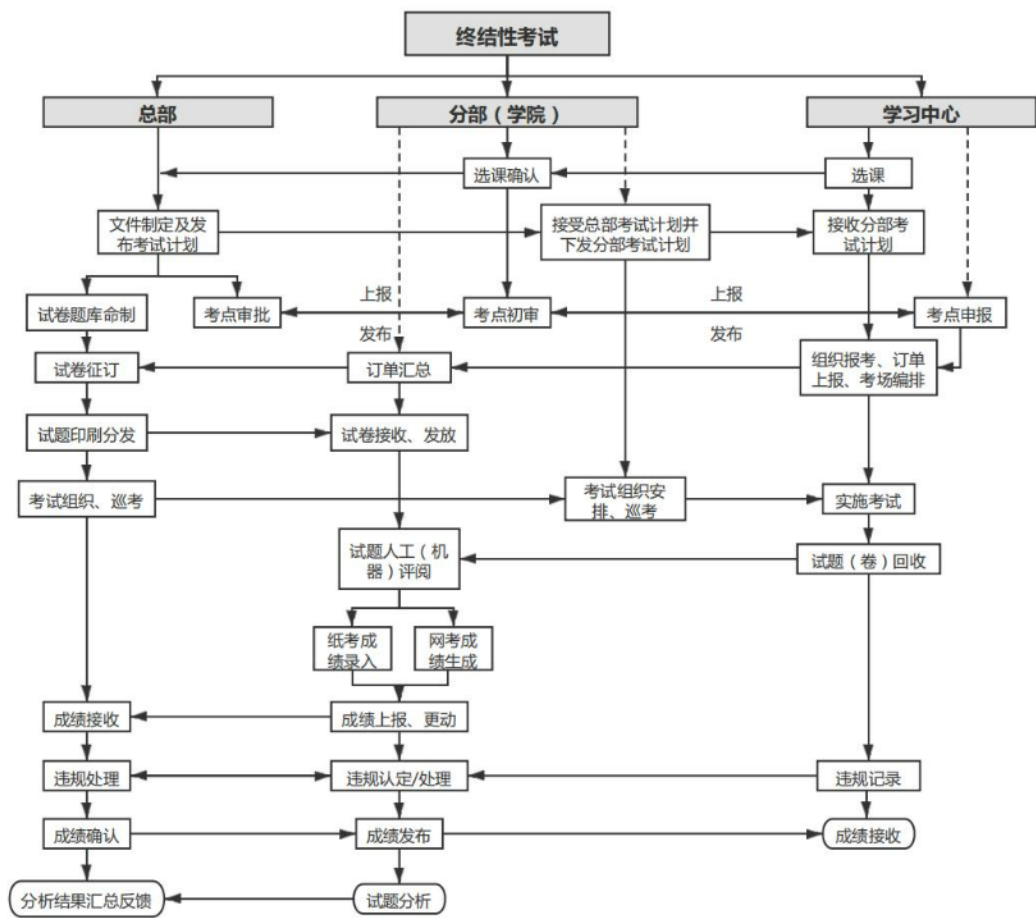 终结性考试
总部
分部（学院）
学习中心
选课确认
选课
文件制定及发
布考试计划
接受总部考试计划并
下发分部考试计划
接收分部考
试计划
上报
上报
试卷题库命制
考点审批
考点初审
考点申报
发布
发布
试卷征订
订单汇总
组织报考、订单
上报、考场编排
试题印刷分发
试卷接收、发放
考试组织、巡考
考试组织安
排、巡考
实施考试
试题人工（机
器）评阅
试题（卷）回收
纸考成
绩录入
网考成
绩生成
成绩接收
成绩上报、更动
违规处理
违规认定/处理
违规记录
成绩确认
成绩发布
成绩接收
分析结果汇总反馈
试题分析